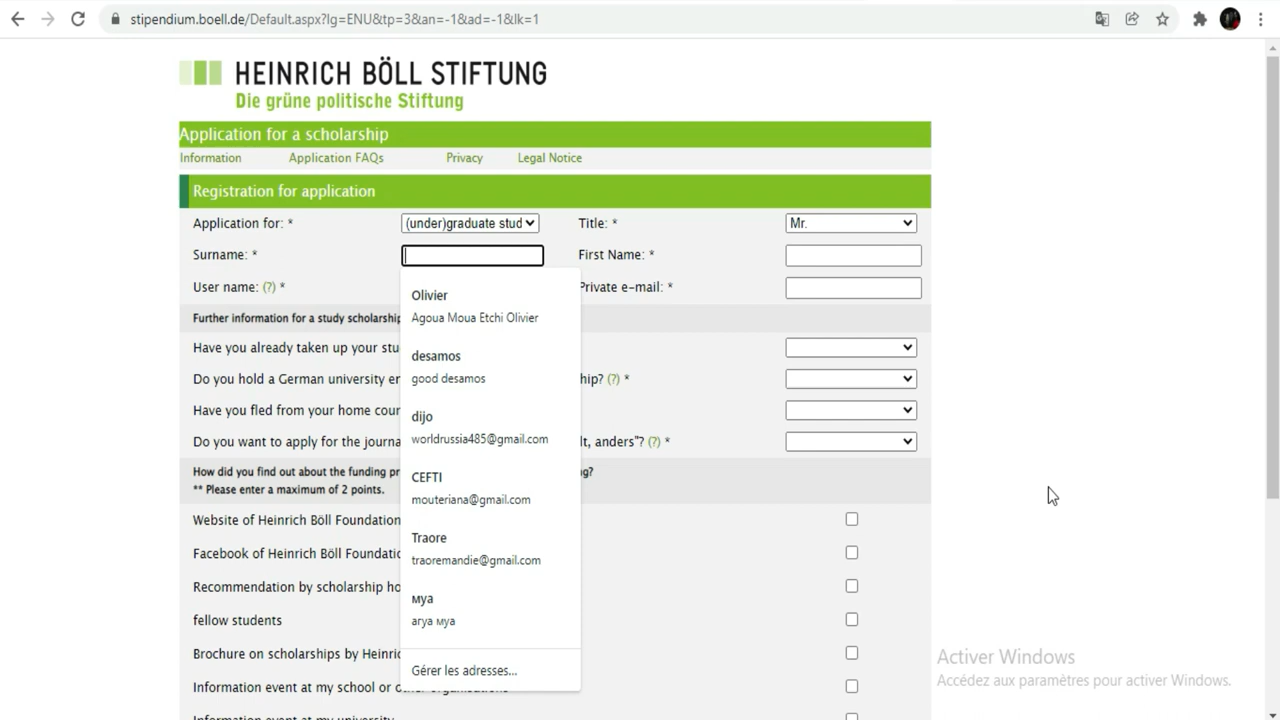 stipendium.boell.de/Default.aspx?lg=ENU&tp=3&an=-1&ad=-1&lk=1
HEINRICH BÖLL STIFTUNG
Die grüne politische Stiftung
Application for a scholarship
Information Application FAQs Privacy Legal Notice
Registration for application
Application for: * (under)graduate stud Title: * Mr.
Surname: * First Name: *
User name: (?) * Private e-mail: *
Olivier
Agoua Moua Etchi Olivier
desamos
good desamos
dijo
worldrussia485@gmail.com
CEFTI
mouteriana@gmail.com
Traore
traoremandie@gmail.com
мya
arya мya
Gérer les adresses...
Further information for a study scholarship
Have you already taken up your stu
Do you hold a German university en hip? (?) *
Have you fled from your home cour
Do you want to apply for the journa lt, anders"? (?) *
How did you find out about the funding pr g?
** Please enter a maximum of 2 points.
Website of Heinrich Böll Foundation
Facebook of Heinrich Böll Foundatio
Recommendation by scholarship ho
fellow students
Brochure on scholarships by Heinric
Information event at my school or other organisations
Information event at my university
Activer Windows
Accédez aux paramètres pour activer Windows.